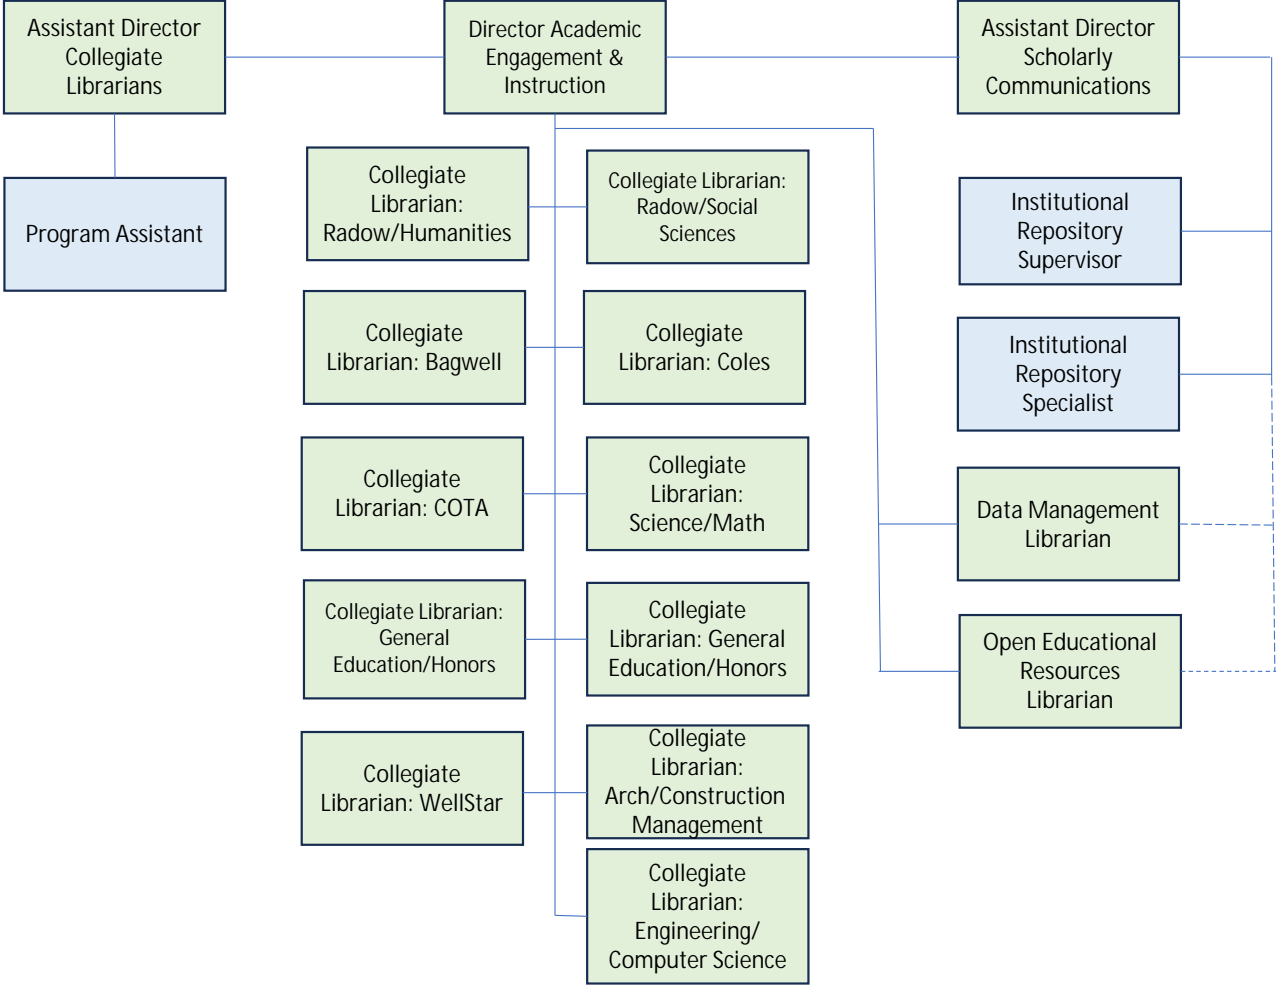 Assistant Director
Collegiate
Librarians
Director Academic
Engagement &
Instruction
Assistant Director
Scholarly
Communications
Program Assistant
Collegiate
Librarian:
Radow/Humanities
Collegiate Librarian:
Radow/Social
Sciences
Institutional
Repository
Supervisor
Collegiate
Librarian: Bagwell
Collegiate
Librarian: Coles
Institutional
Repository
Specialist
Collegiate
Librarian: COTA
Collegiate
Librarian:
Science/Math
Data Management
Librarian
Collegiate Librarian:
General
Education/Honors
Collegiate
Librarian: General
Education/Honors
Open Educational
Resources
Librarian
Collegiate
Librarian: WellStar
Collegiate
Librarian:
Arch/Construction
Management
Collegiate
Librarian:
Engineering/
Computer Science